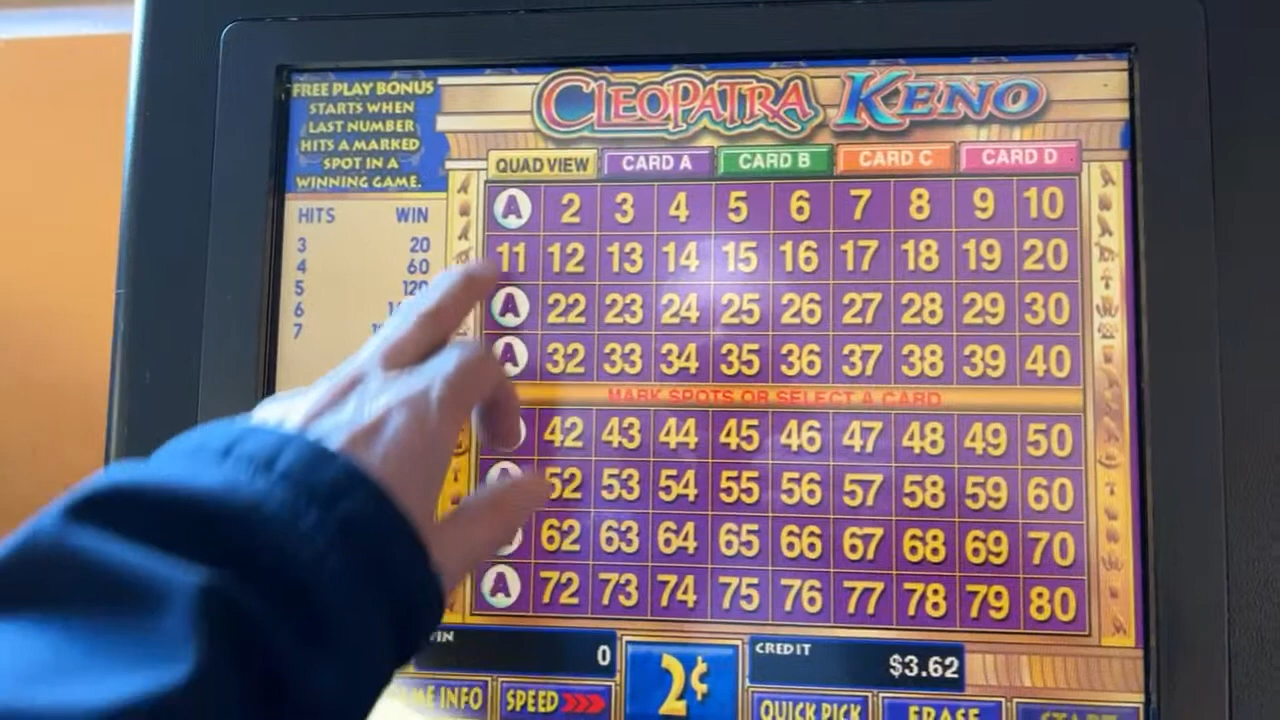 CLEOPATRA KENO
FREE PLAY BONUS
STARTS WHEN
LAST NUMBER
HITS A MARKED
SPOT IN A
WINNING GAME.
QUAD VIEW CARD A CARD B CARD C CARD D
HITS WIN
3 20
4 60
5 120
6
7
A 2 3 4 5 6 7 8 9 10
11 12 13 14 15 16 17 18 19 20
A 22 23 24 25 26 27 28 29 30
A 32 33 34 35 36 37 38 39 40
MARK SPOTS OR SELECT A CARD
42 43 44 45 46 47 48 49 50
A 52 53 54 55 56 57 58 59 60
62 63 64 65 66 67 68 69 70
A 72 73 74 75 76 77 78 79 80
0
2¢
CREDIT
$3.62
INFO
SPEED
QUICK PICK
ERASE
START